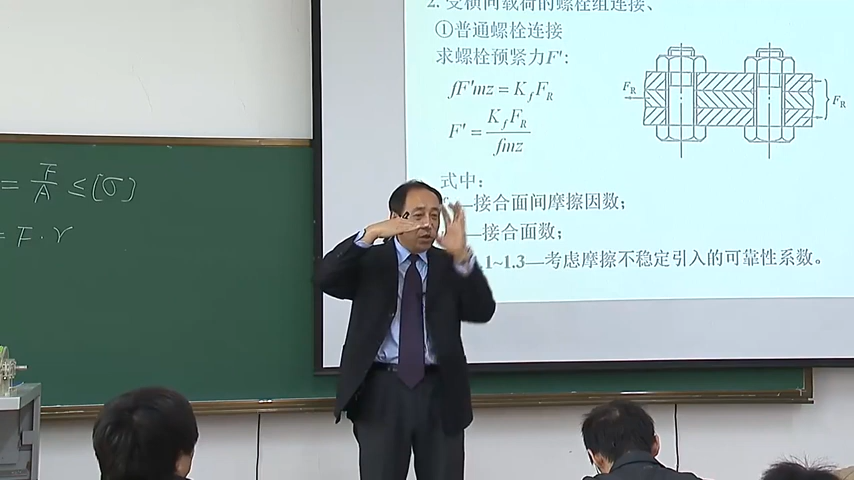 2. 受横向载荷的螺栓组连接、
①普通螺栓连接
求螺栓预紧力F':
fF'mz = K_f F_R
F' = K_f F_R / fmz
式中:
—接合面间摩擦因数;
—接合面数;
.1~1.3—考虑摩擦不稳定引入的可靠性系数。
F_R
F_R
= F/A ≤ [σ]
= F · r